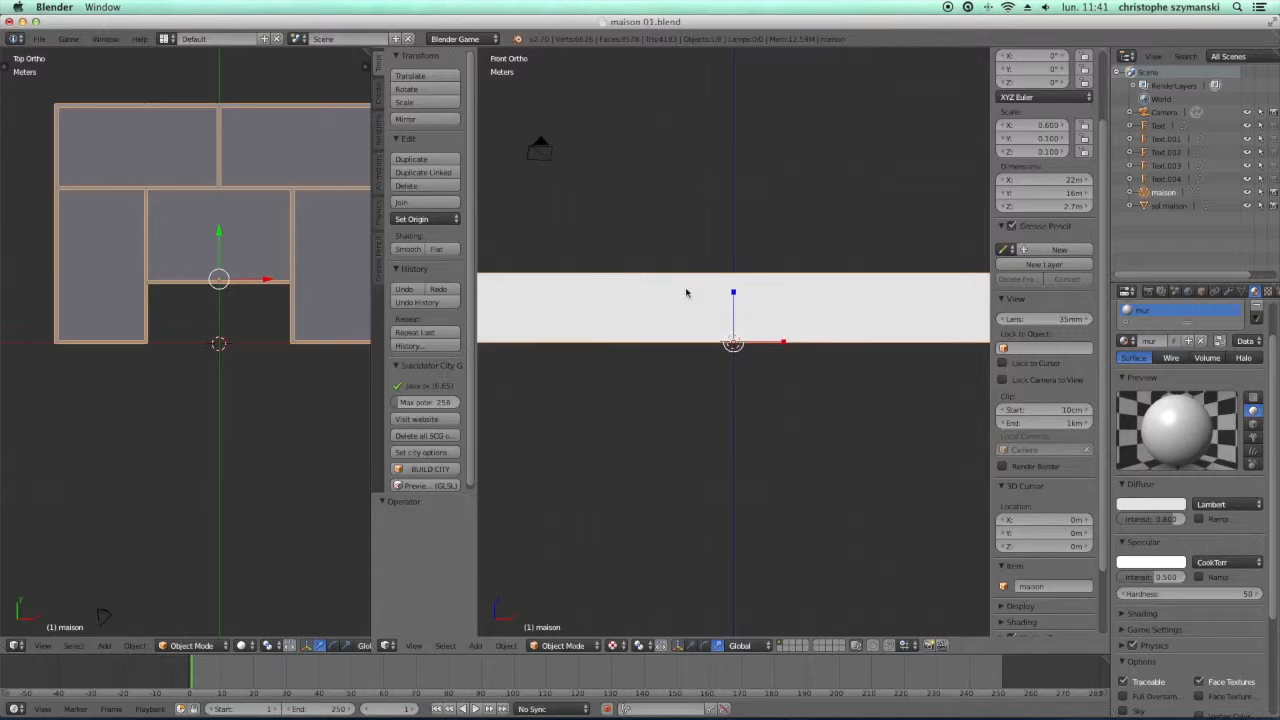 Blender Window lun. 11:41 christophe szymanski
maison 01.blend
File Game Window Help Default Scene Blender Game v2.70 | Verts:6626 | Faces:3578 | Tris:4183 | Objects:1/8 | Lamps:0/0 | Mem:12.59M | maison View Search All Scenes
Top Ortho
Meters
(1) maison
View Select Add Object Object Mode Glo
Tools
Create
Relations
Animation
Physics
Grease Pencil
Transform
Translate
Rotate
Scale
Mirror
Edit
Duplicate
Duplicate Linked
Delete
Join
Set Origin
Shading:
Smooth Flat
History
Undo Redo
Undo History
Repeat:
Repeat Last
History...
Suicidator City G
Java ox (6.65)
Max pote: 256
Visit website
Delete all SCG o...
Set city options
BUILD CITY
Previe... (GLSL)
Operator
Front Ortho
Meters
(1) maison
View Select Add Object Object Mode Global
X: 0°
Y: 0°
Z: 0°
XYZ Euler
Scale:
X: 0.600
Y: 0.100
Z: 0.100
Dimensions:
X: 22m
Y: 16m
Z: 2.7m
Grease Pencil
New
New Layer
Delete Fra... Convert
View
Lens: 35mm
Lock to Object:
Lock to Cursor
Lock Camera to View
Clip:
Start: 10cm
End: 1km
Local Camera:
Camera
Render Border
3D Cursor
Location:
X: 0m
Y: 0m
Z: 0m
Item
maison
Display
Shading
Scene
RenderLayers
World
Camera
Text
Text.001
Text.002
Text.003
Text.004
maison
sol maison
mur
mur F
Surface Wire Volume Halo
Preview
Diffuse
Lambert
Intensit: 0.800 Ramp
Specular
CookTorr
Intensit: 0.500 Ramp
Hardness: 50
Shading
Game Settings
Physics
Options
Traceable Face Textures
Full Oversam... Face Textur...
Sky
-50 -40 -30 -20 -10 0 10 20 30 40 50 60 70 80 90 100 110 120 130 140 150 160 170 180 190 200 210 220 230 240 250 260 270 280
View Marker Frame Playback Start: 1 End: 250 1 No Sync